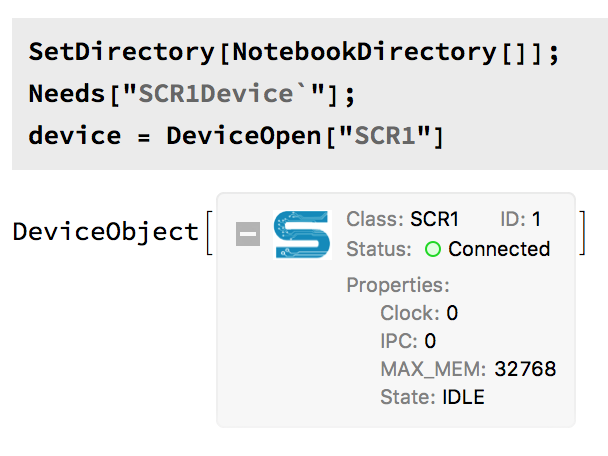 SetDirectory[NotebookDirectory[]];
Needs["SCR1Device`"];
device = DeviceOpen["SCR1"]
DeviceObject[ Class: SCR1 ID: 1 ]
Status: Connected
Properties:
Clock: 0
IPC: 0
MAX_MEM: 32768
State: IDLE